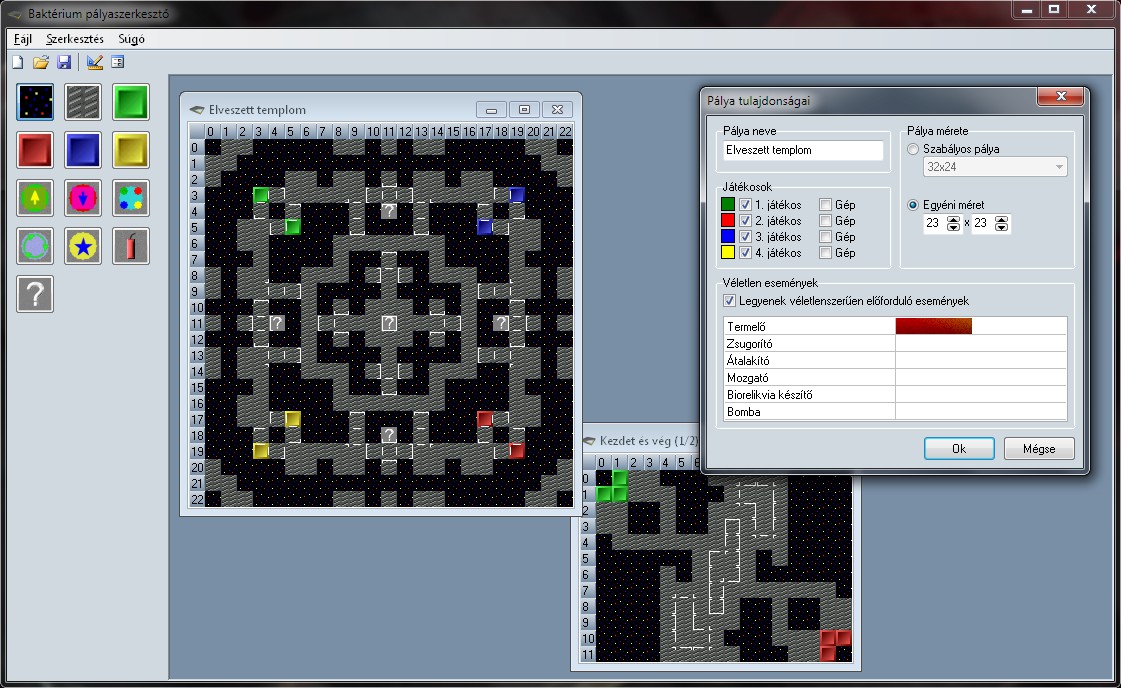 Baktérium pályaszerkesztő
Fájl Szerkesztés Súgó
Elveszett templom
0 1 2 3 4 5 6 7 8 9 10 11 12 13 14 15 16 17 18 19 20 21 22
0
1
2
3
4
?
5
6
7
8
9
10
11
? ? ?
12
13
14
15
16
17
18
?
19
20
21
22
?
Kezdet és vég (1/2)
0 1 2 3 4 5 6
0
1
2
3
4
5
6
7
8
9
10
11
Pálya tulajdonságai
Pálya neve
Elveszett templom
Játékosok
1. játékos Gép
2. játékos Gép
3. játékos Gép
4. játékos Gép
Pálya mérete
Szabályos pálya
32x24
Egyéni méret
23 x 23
Véletlen események
Legyenek véletlenszerűen előforduló események
Termelő
Zsugorító
Átalakító
Mozgató
Biorelikvia készítő
Bomba
Ok Mégse